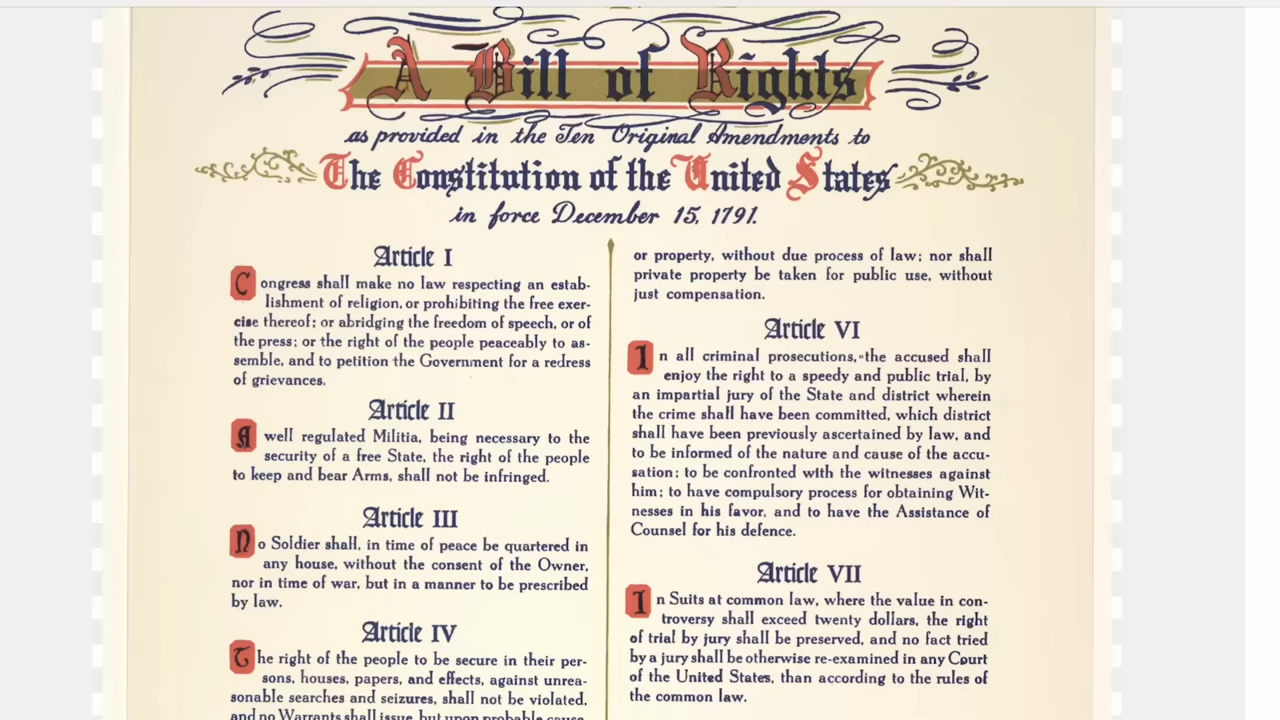 A Bill of Rights
as provided in the Ten Original Amendments to
The Constitution of the United States
in force December 15, 1791.
Article I
Congress shall make no law respecting an estab-
lishment of religion, or prohibiting the free exer-
cise thereof; or abridging the freedom of speech, or of
the press; or the right of the people peaceably to as-
semble, and to petition the Government for a redress
of grievances.
Article II
A well regulated Militia, being necessary to the
security of a free State, the right of the people
to keep and bear Arms, shall not be infringed.
Article III
No Soldier shall, in time of peace be quartered in
any house, without the consent of the Owner,
nor in time of war, but in a manner to be prescribed
by law.
Article IV
The right of the people to be secure in their per-
sons, houses, papers, and effects, against unrea-
sonable searches and seizures, shall not be violated,
and no Warrants shall issue, but upon probable cause,
or property, without due process of law; nor shall
private property be taken for public use, without
just compensation.
Article VI
In all criminal prosecutions, the accused shall
enjoy the right to a speedy and public trial, by
an impartial jury of the State and district wherein
the crime shall have been committed, which district
shall have been previously ascertained by law, and
to be informed of the nature and cause of the accu-
sation; to be confronted with the witnesses against
him; to have compulsory process for obtaining Wit-
nesses in his favor, and to have the Assistance of
Counsel for his defence.
Article VII
In Suits at common law, where the value in con-
troversy shall exceed twenty dollars, the right
of trial by jury shall be preserved, and no fact tried
by a jury shall be otherwise re-examined in any Court
of the United States, than according to the rules of
the common law.